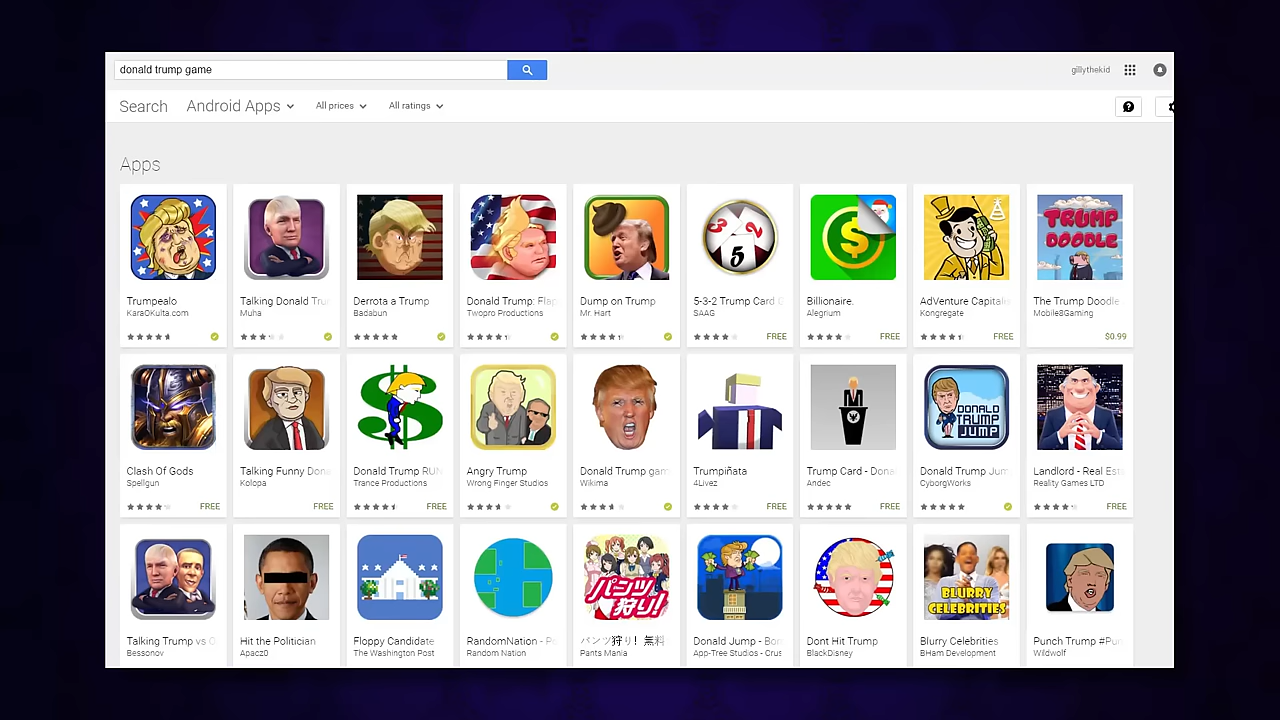 donald trump game
gillythekid
Search Android Apps All prices All ratings
Apps
Trumpealo
KaraOKulta.com
Talking Donald Tru
Muha
Derrota a Trump
Badabun
Donald Trump: Flap
Twopro Productions
Dump on Trump
Mr. Hart
3 2 5
5-3-2 Trump Card G
SAAG
FREE
$
Billionaire.
Alegrium
FREE
AdVenture Capitalis
Kongregate
FREE
TRUMP
DOODLE
The Trump Doodle
Mobile8Gaming
$0.99
Clash Of Gods
Spellgun
FREE
Talking Funny Dona
Kolopa
FREE
$
Donald Trump RUN
Trance Productions
FREE
Angry Trump
Wrong Finger Studios
Donald Trump gam
Wikima
Trumpiñata
4Livez
FREE
Trump Card - Donal
Andec
FREE
DONALD
TRUMP
JUMP
Donald Trump Jum
CyborgWorks
Landlord - Real Est
Reality Games LTD
FREE
Talking Trump vs O
Bessonov
Hit the Politician
Apacz0
Floppy Candidate
The Washington Post
RandomNation - P
Random Nation
パンツ
狩り!
パンツ狩り! 無料
Pants Mania
Donald Jump - Bor
App-Tree Studios - Crus
Dont Hit Trump
BlackDisney
BLURRY
CELEBRITIES
Blurry Celebrities
BHam Development
Punch Trump #Pun
Wildwolf